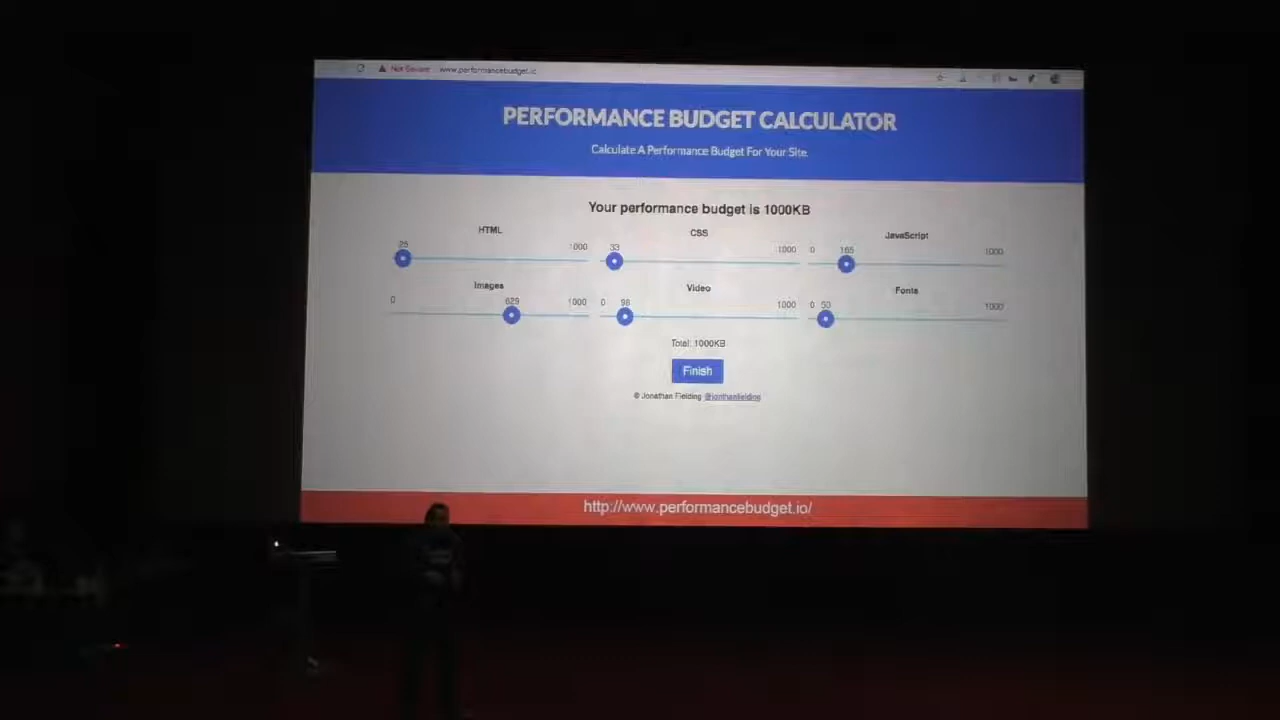 Not Secure www.performancebudget.io
PERFORMANCE BUDGET CALCULATOR
Calculate A Performance Budget For Your Site
Your performance budget is 1000KB
HTML CSS JavaScript
25 1000 33 1000 0 165 1000
Images Video Fonts
0 629 1000 0 98 1000 0 50 1000
Total: 1000KB
Finish
© Jonathan Fielding @jonthanfielding
http://www.performancebudget.io/